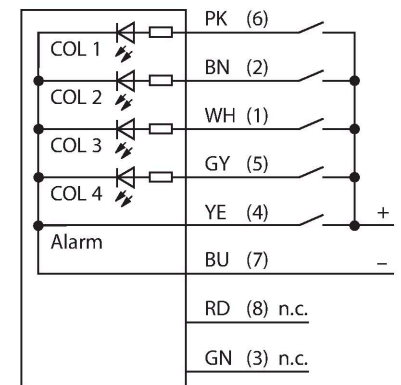 PK (6)
COL 1
BN (2)
COL 2
WH (1)
COL 3
GY (5)
COL 4
YE (4) +
Alarm
BU (7) –
RD (8) n.c.
GN (3) n.c.